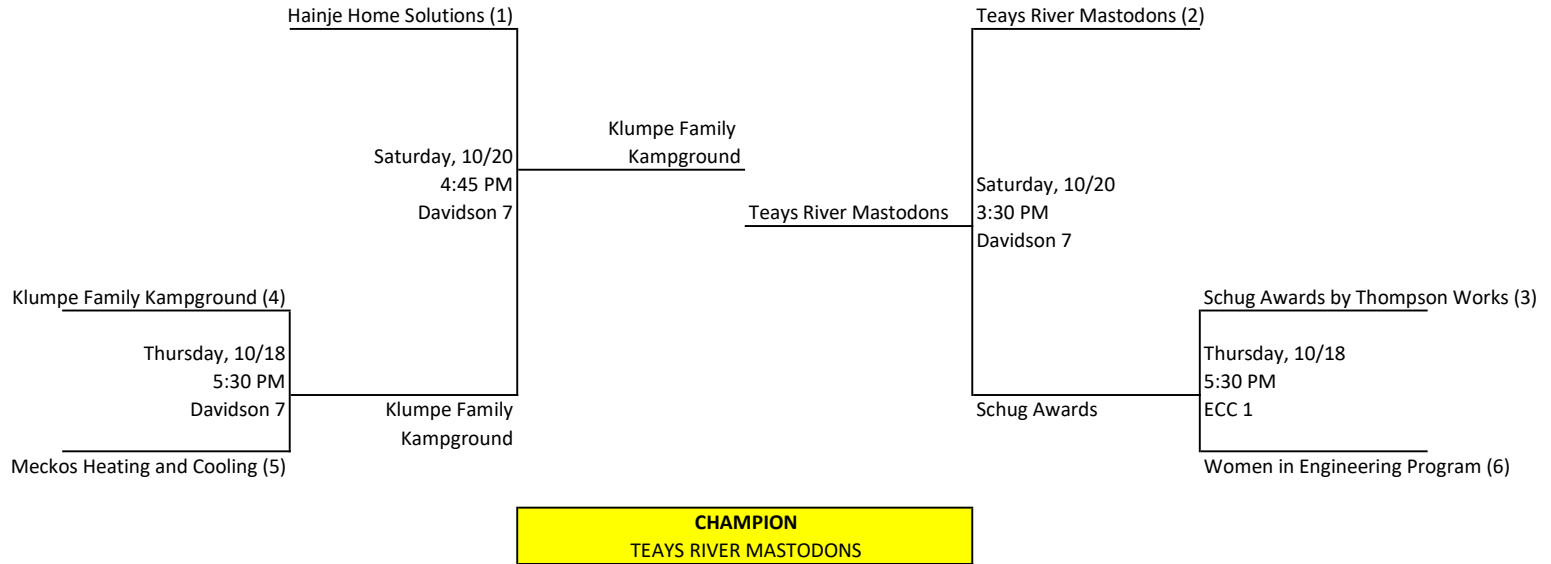 Hainje Home Solutions (1)
Teays River Mastodons (2)
Klumpe Family
Kampground
Saturday, 10/20
4:45 PM
Davidson 7
Teays River Mastodons
Saturday, 10/20
3:30 PM
Davidson 7
Klumpe Family Kampground (4)
Schug Awards by Thompson Works (3)
Thursday, 10/18
5:30 PM
Davidson 7
Thursday, 10/18
5:30 PM
ECC 1
Klumpe Family
Kampground
Schug Awards
Meckos Heating and Cooling (5)
Women in Engineering Program (6)
CHAMPION
TEAYS RIVER MASTODONS